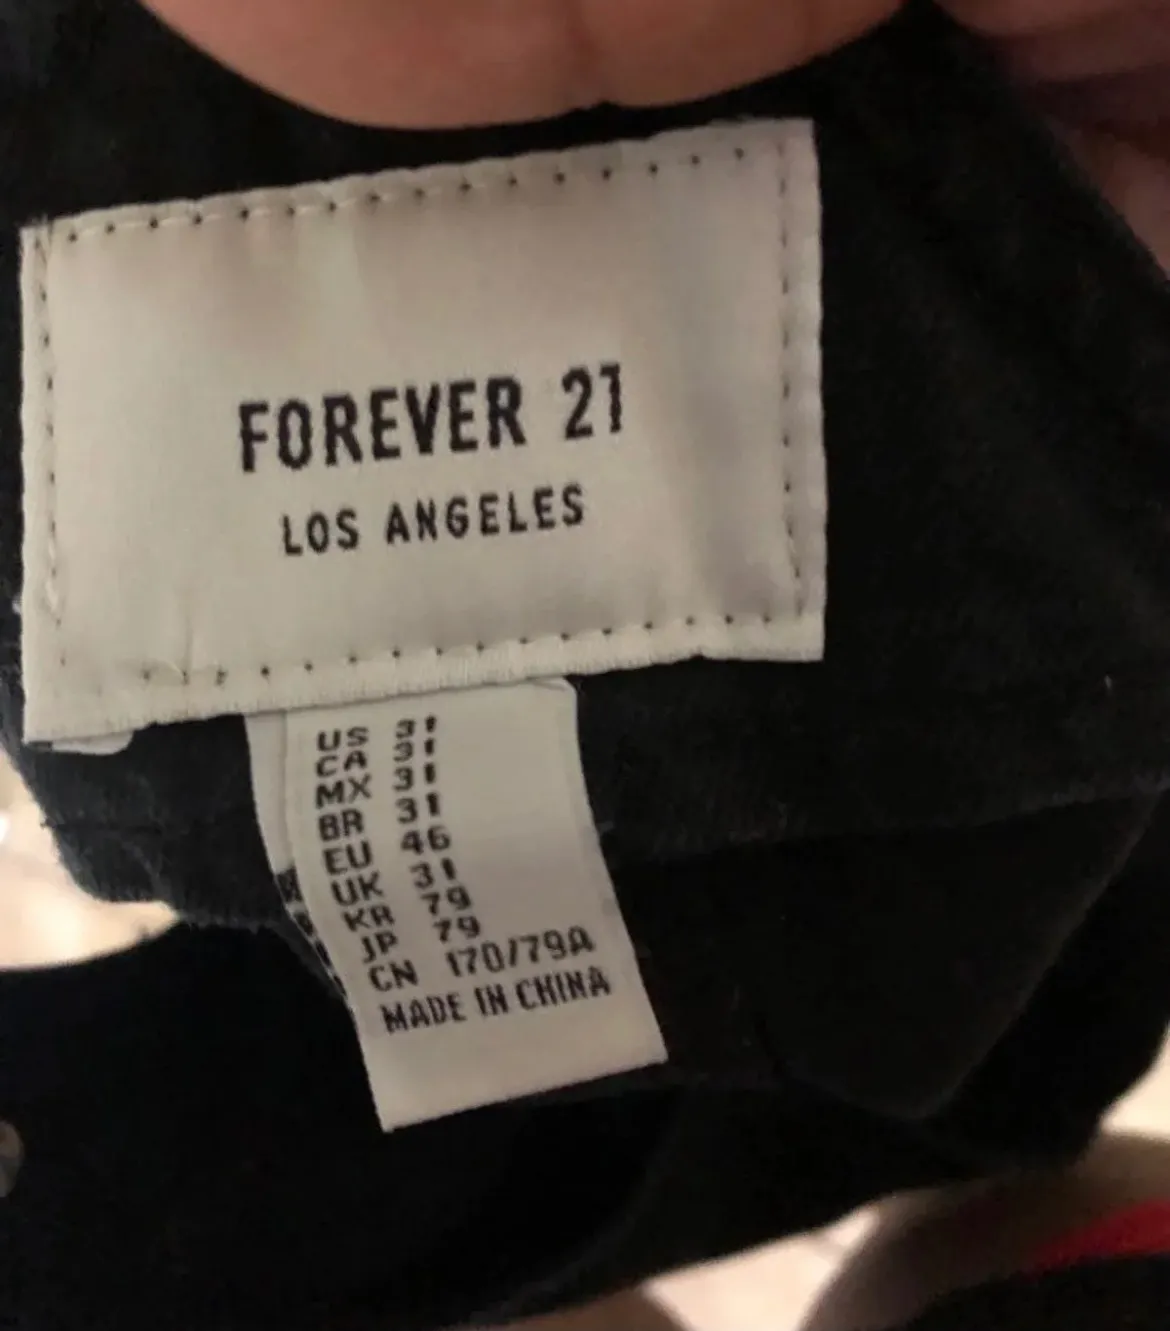 FOREVER 21
LOS ANGELES
US 31
CA 31
MX 31
BR 31
EU 46
UK 31
KR 79
JP 79
CN 170/79A
MADE IN CHINA